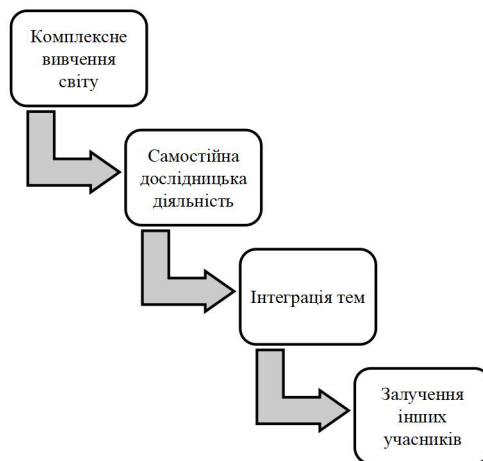 Комплексне
вивчення
світу
Самостійна
дослідницька
діяльність
Інтеграція тем
Залучення
інших
учасників